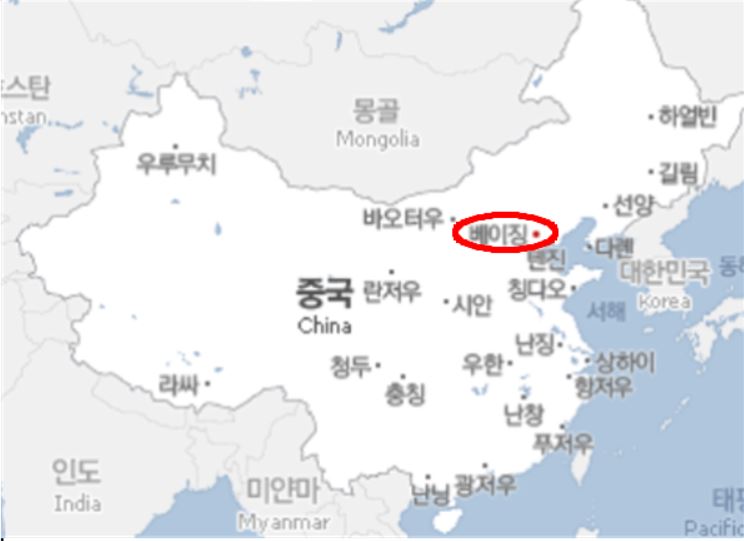 스탄
nstan
몽골
Mongolia
하얼빈
길림
우루무치
선양
바오터우
베이징
다롄
톈진
대한민국
Korea
동해
중국
China
란저우
칭다오
시안
서해
난징
상하이
청두
우한
항저우
충칭
라싸
난창
푸저우
인도
India
미얀마
Myanmar
난닝
광저우
태평
Pacific